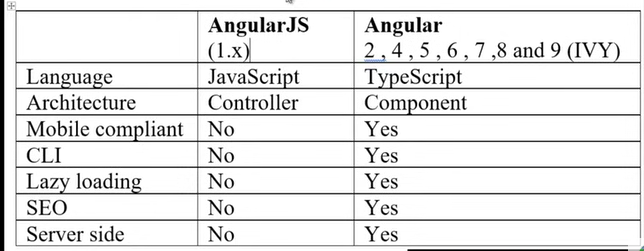 AngularJS Angular
(1.x) 2 , 4 , 5 , 6 , 7 ,8 and 9 (IVY)
Language JavaScript TypeScript
Architecture Controller Component
Mobile compliant No Yes
CLI No Yes
Lazy loading No Yes
SEO No Yes
Server side No Yes